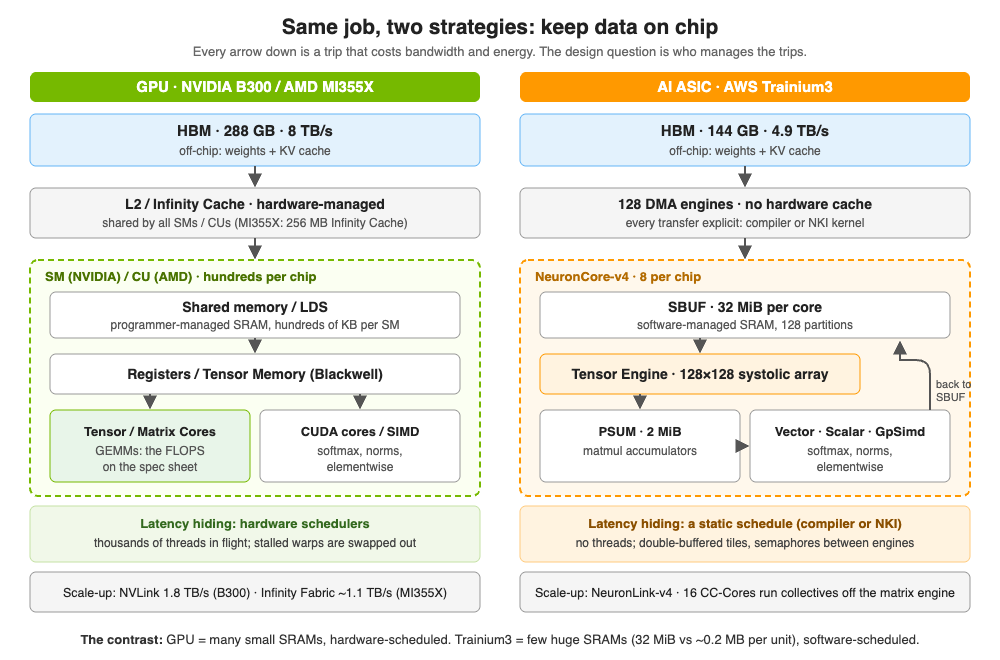 Same job, two strategies: keep data on chip
Every arrow down is a trip that costs bandwidth and energy. The design question is who manages the trips.
GPU · NVIDIA B300 / AMD MI355X
HBM · 288 GB · 8 TB/s
off-chip: weights + KV cache
L2 / Infinity Cache · hardware-managed
shared by all SMs / CUs (MI355X: 256 MB Infinity Cache)
SM (NVIDIA) / CU (AMD) · hundreds per chip
Shared memory / LDS
programmer-managed SRAM, hundreds of KB per SM
Registers / Tensor Memory (Blackwell)
Tensor / Matrix Cores
GEMMs: the FLOPS
on the spec sheet
CUDA cores / SIMD
softmax, norms,
elementwise
Latency hiding: hardware schedulers
thousands of threads in flight; stalled warps are swapped out
Scale-up: NVLink 1.8 TB/s (B300) · Infinity Fabric ~1.1 TB/s (MI355X)
AI ASIC · AWS Trainium3
HBM · 144 GB · 4.9 TB/s
off-chip: weights + KV cache
128 DMA engines · no hardware cache
every transfer explicit: compiler or NKI kernel
NeuronCore-v4 · 8 per chip
SBUF · 32 MiB per core
software-managed SRAM, 128 partitions
Tensor Engine · 128×128 systolic array
back to
SBUF
PSUM · 2 MiB
matmul accumulators
Vector · Scalar · GpSimd
softmax, norms,
elementwise
Latency hiding: a static schedule (compiler or NKI)
no threads; double-buffered tiles, semaphores between engines
Scale-up: NeuronLink-v4 · 16 CC-Cores run collectives off the matrix engine
The contrast: GPU = many small SRAMs, hardware-scheduled. Trainium3 = few huge SRAMs (32 MiB vs ~0.2 MB per unit), software-scheduled.